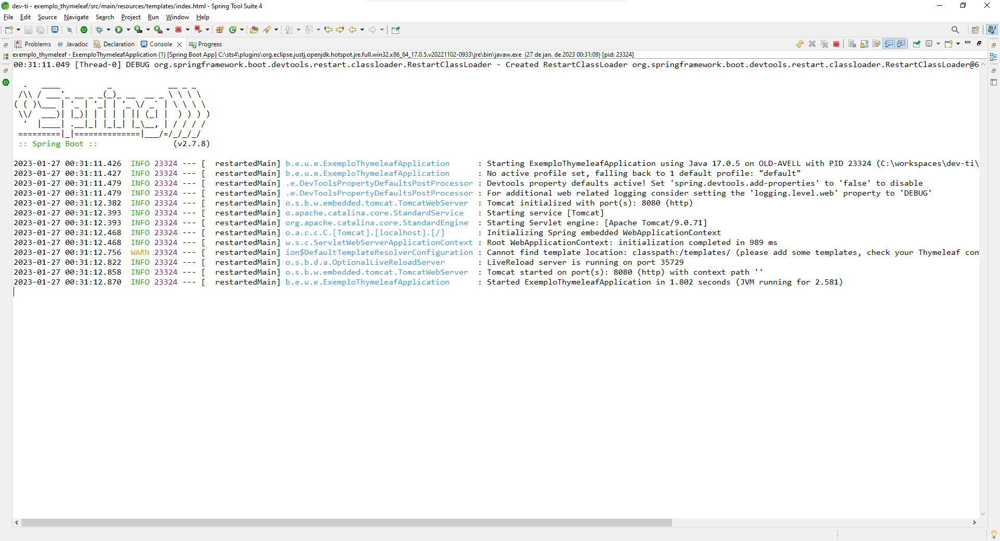 dev-ti - exemplo_thymeleaf/src/main/resources/templates/index.html - Spring Tool Suite 4
File Edit Source Navigate Search Project Run Window Help
Problems @ Javadoc Declaration Console Progress
exemplo_thymeleaf - ExemploThymeleafApplication (1) [Spring Boot App] C:\sts4\plugins\org.eclipse.justj.openjdk.hotspot.jre.full.win32.x86_64_17.0.5.v20221102-0933\jre\bin\javaw.exe (27 de jan. de 2023 00:31:09) [pid: 23324]
00:31:11.049 [Thread-0] DEBUG org.springframework.boot.devtools.restart.classloader.RestartClassLoader - Created RestartClassLoader org.springframework.boot.devtools.restart.classloader.RestartClassLoader@6
  .   ____          _            __ _ _
 /\\ / ___'_ __ _ _(_)_ __  __ _ \ \ \ \
( ( )\___ | '_ | '_| | '_ \/ _` | \ \ \ \
 \\/  ___)| |_)| | | | | || (_| |  ) ) ) )
  '  |____| .__|_| |_|_| |_\__, | / / / /
 =========|_|==============|___/=/_/_/_/
 :: Spring Boot ::                (v2.7.8)
2023-01-27 00:31:11.426  INFO 23324 --- [  restartedMain] b.e.u.e.ExemploThymeleafApplication      : Starting ExemploThymeleafApplication using Java 17.0.5 on OLD-AVELL with PID 23324 (C:\workspaces\dev-ti\
2023-01-27 00:31:11.427  INFO 23324 --- [  restartedMain] b.e.u.e.ExemploThymeleafApplication      : No active profile set, falling back to 1 default profile: "default"
2023-01-27 00:31:11.479  INFO 23324 --- [  restartedMain] .e.DevToolsPropertyDefaultsPostProcessor : Devtools property defaults active! Set 'spring.devtools.add-properties' to 'false' to disable
2023-01-27 00:31:11.479  INFO 23324 --- [  restartedMain] .e.DevToolsPropertyDefaultsPostProcessor : For additional web related logging consider setting the 'logging.level.web' property to 'DEBUG'
2023-01-27 00:31:12.382  INFO 23324 --- [  restartedMain] o.s.b.w.embedded.tomcat.TomcatWebServer  : Tomcat initialized with port(s): 8080 (http)
2023-01-27 00:31:12.393  INFO 23324 --- [  restartedMain] o.apache.catalina.core.StandardService   : Starting service [Tomcat]
2023-01-27 00:31:12.393  INFO 23324 --- [  restartedMain] org.apache.catalina.core.StandardEngine  : Starting Servlet engine: [Apache Tomcat/9.0.71]
2023-01-27 00:31:12.468  INFO 23324 --- [  restartedMain] o.a.c.c.C.[Tomcat].[localhost].[/]       : Initializing Spring embedded WebApplicationContext
2023-01-27 00:31:12.468  INFO 23324 --- [  restartedMain] w.s.c.ServletWebServerApplicationContext : Root WebApplicationContext: initialization completed in 989 ms
2023-01-27 00:31:12.756  WARN 23324 --- [  restartedMain] ion$DefaultTemplateResolverConfiguration : Cannot find template location: classpath:/templates/ (please add some templates, check your Thymeleaf con
2023-01-27 00:31:12.822  INFO 23324 --- [  restartedMain] o.s.b.d.a.OptionalLiveReloadServer       : LiveReload server is running on port 35729
2023-01-27 00:31:12.858  INFO 23324 --- [  restartedMain] o.s.b.w.embedded.tomcat.TomcatWebServer  : Tomcat started on port(s): 8080 (http) with context path ''
2023-01-27 00:31:12.870  INFO 23324 --- [  restartedMain] b.e.u.e.ExemploThymeleafApplication      : Started ExemploThymeleafApplication in 1.802 seconds (JVM running for 2.581)